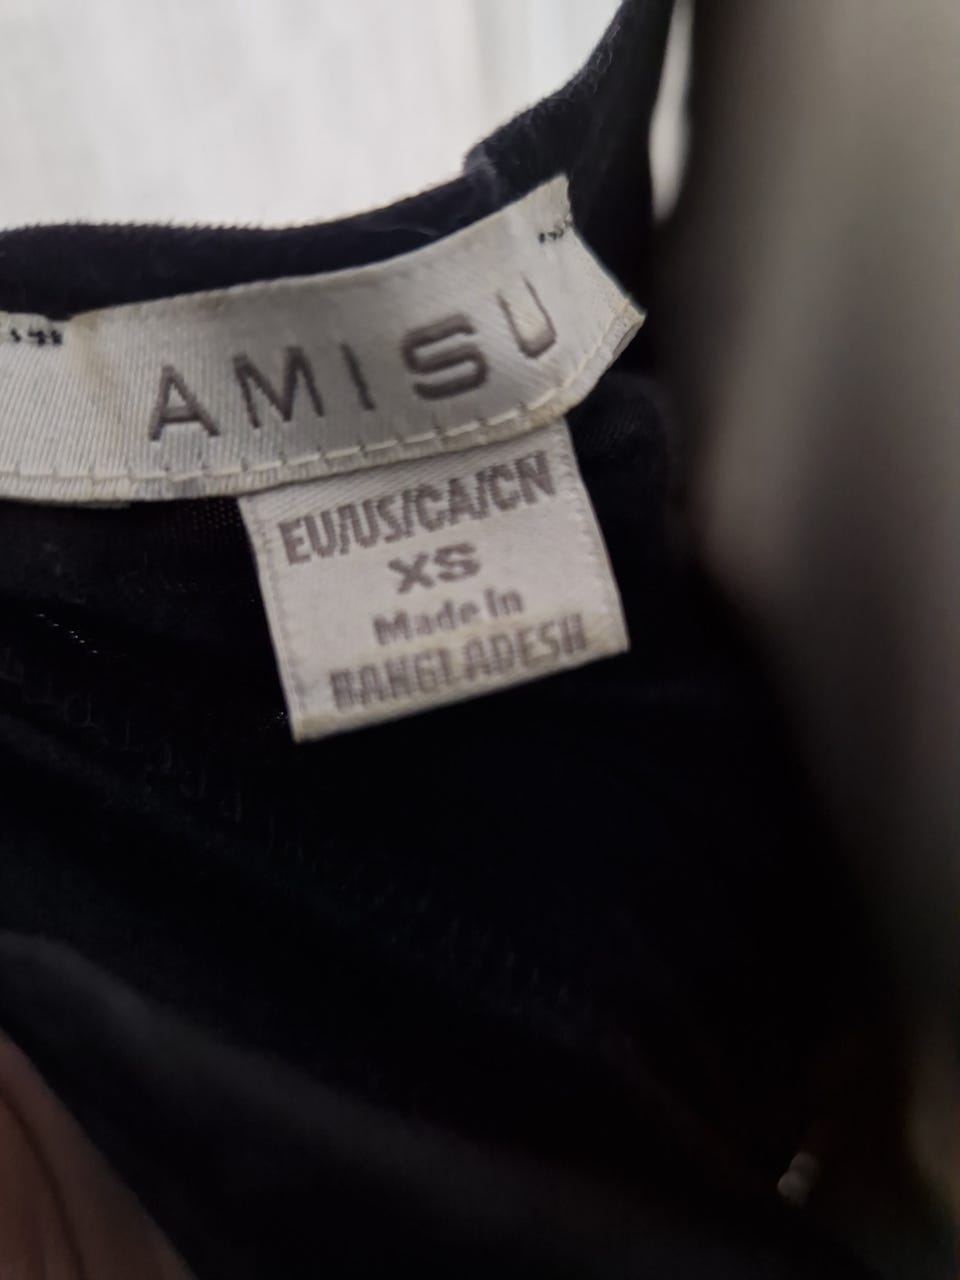 AMISU
EU/US/CA/CN
XS
Made in
BANGLADESH